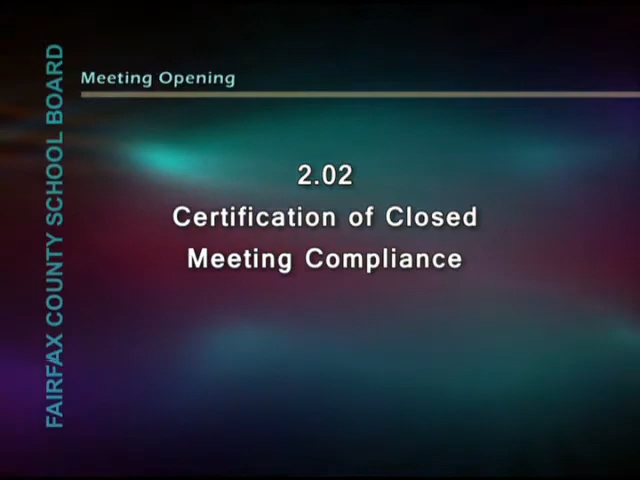 FAIRFAX COUNTY SCHOOL BOARD
Meeting Opening
2.02
Certification of Closed
Meeting Compliance